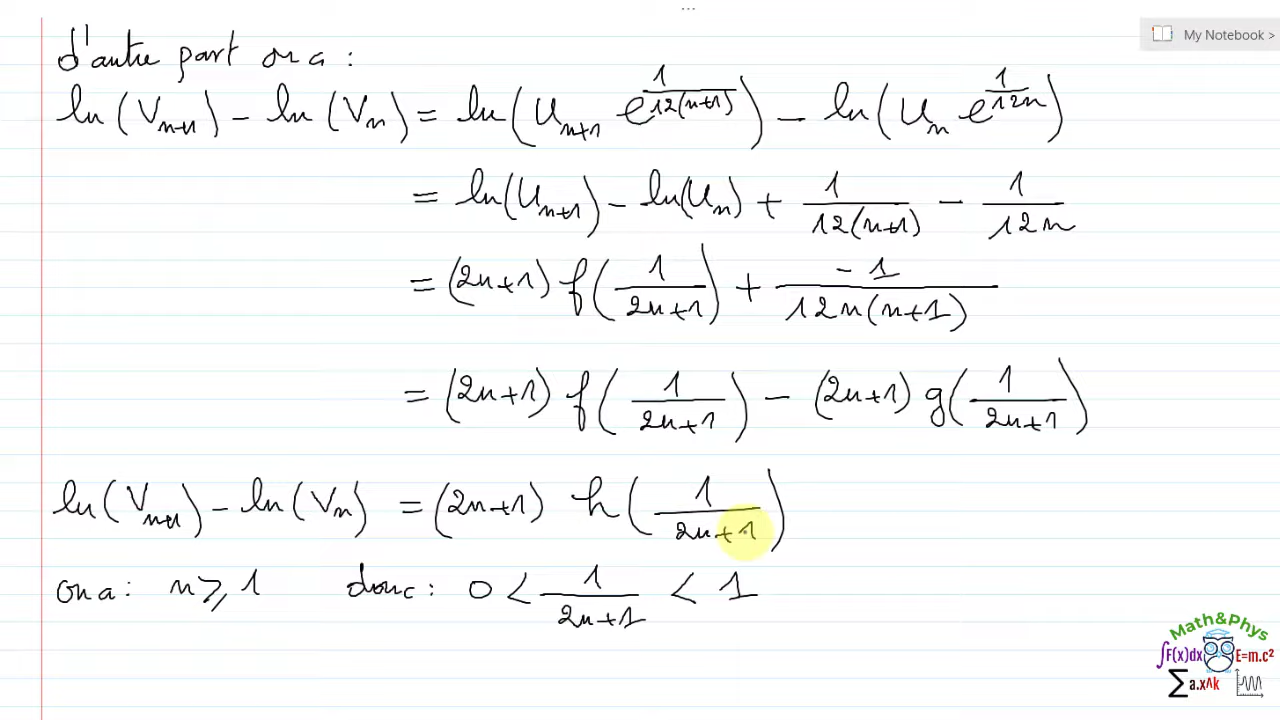 ...
My Notebook >
d'autre part on a :
ln(V_{n+1}) - ln(V_n) = ln(U_{n+1} e^{1/(12(n+1))}) - ln(U_n e^{1/(12n)})
= ln(U_{n+1}) - ln(U_n) + 1/(12(n+1)) - 1/(12n)
= (2n+1) f(1/(2n+1)) + -1/(12n(n+1))
= (2n+1) f(1/(2n+1)) - (2n+1) g(1/(2n+1))
ln(V_{n+1}) - ln(V_n) = (2n+1) h(1/(2n+1))
on a : n ⩾ 1 donc : 0 < 1/(2n+1) < 1
Math&Phys
∫F(x)dx E=m.c²
∑ a.x^k